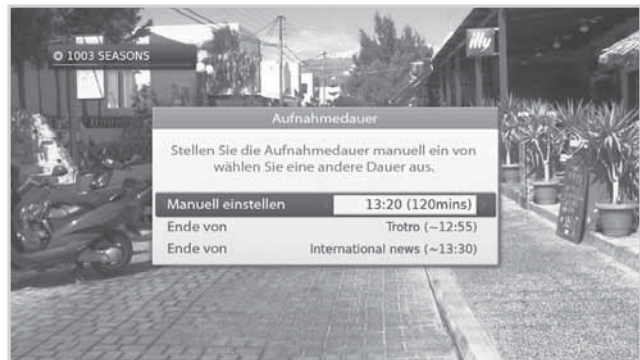 1003 SEASONS
illy
Aufnahmedauer
Stellen Sie die Aufnahmedauer manuell ein von
wählen Sie eine andere Dauer aus.
Manuell einstellen 13:20 (120mins)
Ende von Trotro (~12:55)
Ende von International news (~13:30)